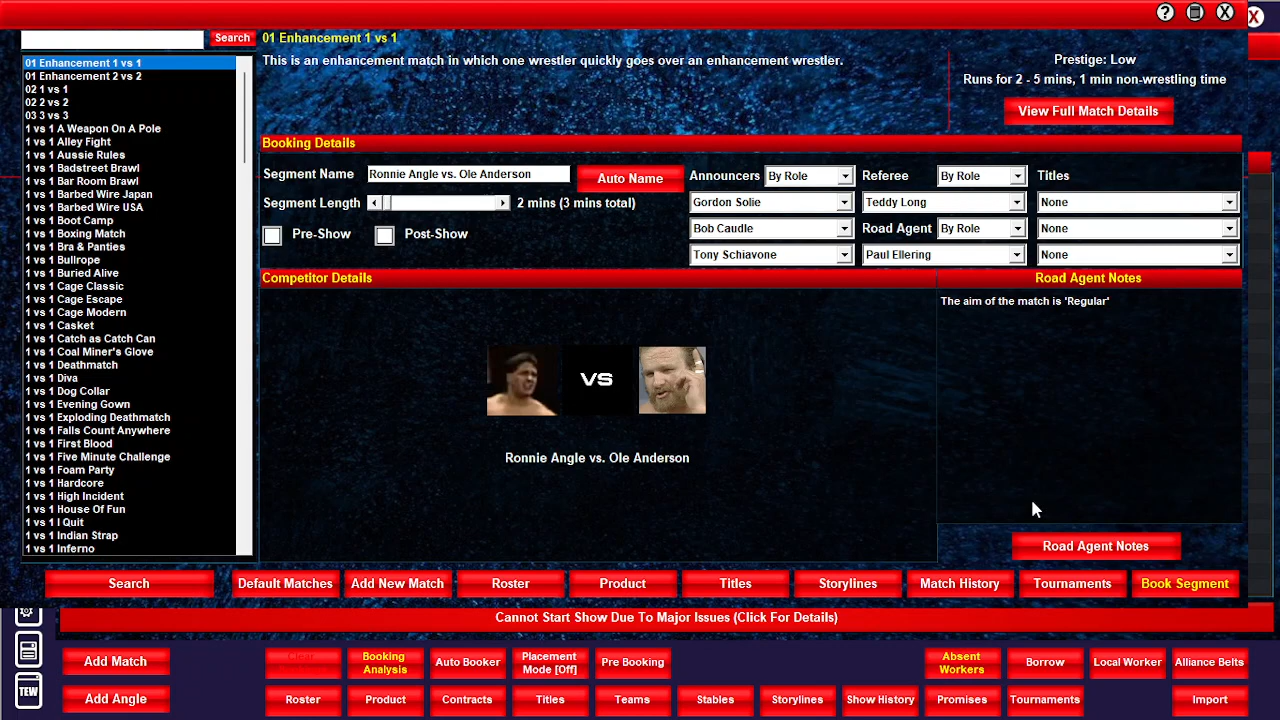 ? X
X
Search
01 Enhancement 1 vs 1
This is an enhancement match in which one wrestler quickly goes over an enhancement wrestler.
Prestige: Low
Runs for 2 - 5 mins, 1 min non-wrestling time
View Full Match Details
01 Enhancement 1 vs 1
01 Enhancement 2 vs 2
02 1 vs 1
02 2 vs 2
03 3 vs 3
1 vs 1 A Weapon On A Pole
1 vs 1 Alley Fight
1 vs 1 Aussie Rules
1 vs 1 Badstreet Brawl
1 vs 1 Bar Room Brawl
1 vs 1 Barbed Wire Japan
1 vs 1 Barbed Wire USA
1 vs 1 Boot Camp
1 vs 1 Boxing Match
1 vs 1 Bra & Panties
1 vs 1 Bullrope
1 vs 1 Buried Alive
1 vs 1 Cage Classic
1 vs 1 Cage Escape
1 vs 1 Cage Modern
1 vs 1 Casket
1 vs 1 Catch as Catch Can
1 vs 1 Coal Miner's Glove
1 vs 1 Deathmatch
1 vs 1 Diva
1 vs 1 Dog Collar
1 vs 1 Evening Gown
1 vs 1 Exploding Deathmatch
1 vs 1 Falls Count Anywhere
1 vs 1 First Blood
1 vs 1 Five Minute Challenge
1 vs 1 Foam Party
1 vs 1 Hardcore
1 vs 1 High Incident
1 vs 1 House Of Fun
1 vs 1 I Quit
1 vs 1 Indian Strap
1 vs 1 Inferno
Booking Details
Segment Name Ronnie Angle vs. Ole Anderson Auto Name
Segment Length 2 mins (3 mins total)
Pre-Show Post-Show
Announcers By Role Referee By Role Titles
Gordon Solie Teddy Long None
Bob Caudle Road Agent By Role None
Tony Schiavone Paul Ellering None
Competitor Details
VS
Ronnie Angle vs. Ole Anderson
Road Agent Notes
The aim of the match is 'Regular'
Road Agent Notes
Search Default Matches Add New Match Roster Product Titles Storylines Match History Tournaments Book Segment
Cannot Start Show Due To Major Issues (Click For Details)
TEW
Add Match Clear Booking Analysis Auto Booker Placement Mode [Off] Pre Booking Absent Workers Borrow Local Worker Alliance Belts
Add Angle Roster Product Contracts Titles Teams Stables Storylines Show History Promises Tournaments Import